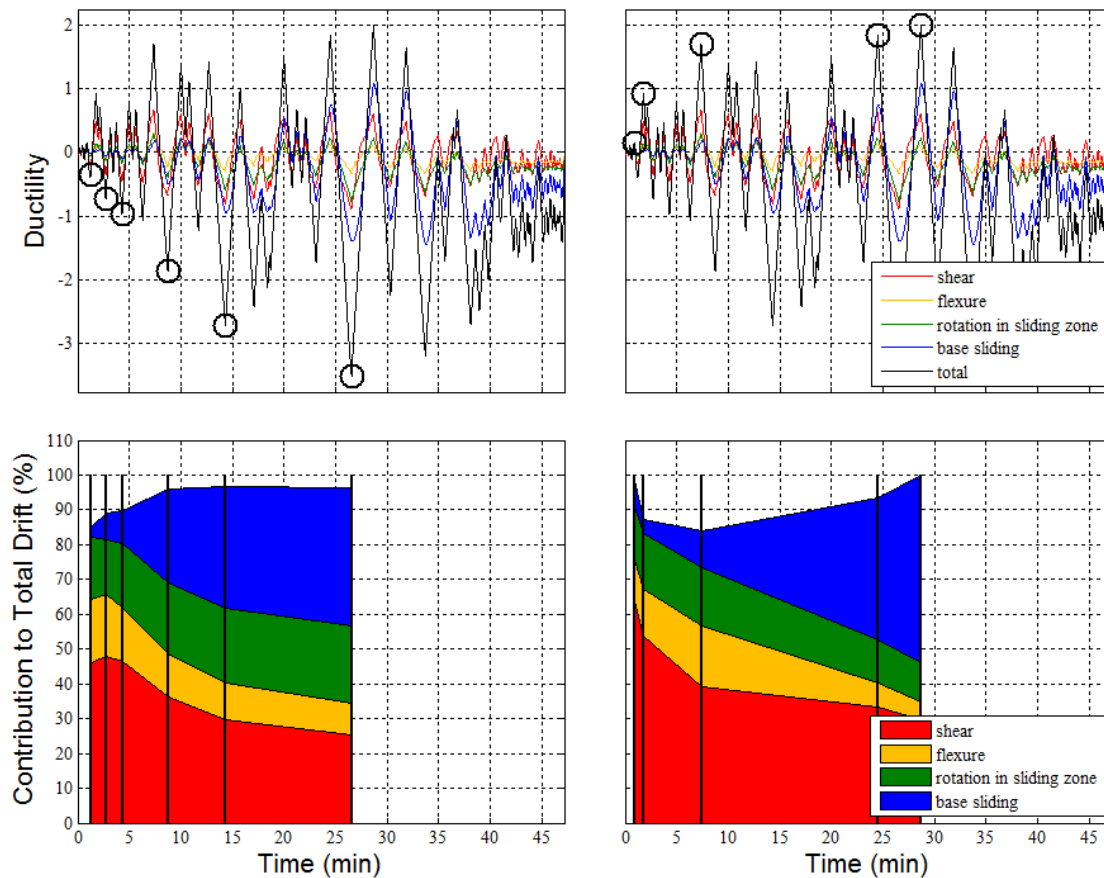 2
1
0
-1
-2
-3
Ductility
shear
flexure
rotation in sliding zone
base sliding
total
110
100
90
80
70
60
50
40
30
20
10
0
Contribution to Total Drift (%)
0 5 10 15 20 25 30 35 40 45
Time (min)
shear
flexure
rotation in sliding zone
base sliding
0 5 10 15 20 25 30 35 40 45
Time (min)